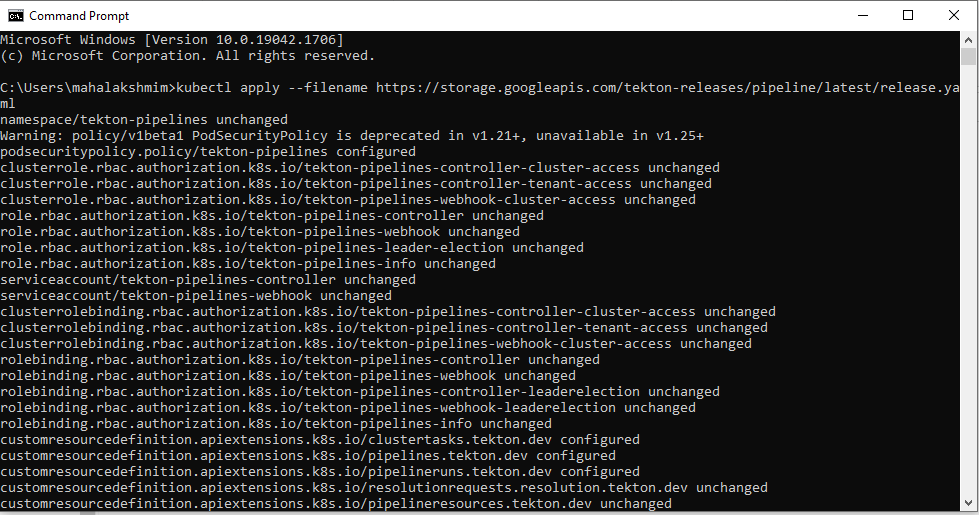 Command Prompt
Microsoft Windows [Version 10.0.19042.1706]
(c) Microsoft Corporation. All rights reserved.
C:\Users\mahalakshmim>kubectl apply --filename https://storage.googleapis.com/tekton-releases/pipeline/latest/release.ya
ml
namespace/tekton-pipelines unchanged
Warning: policy/v1beta1 PodSecurityPolicy is deprecated in v1.21+, unavailable in v1.25+
podsecuritypolicy.policy/tekton-pipelines configured
clusterrole.rbac.authorization.k8s.io/tekton-pipelines-controller-cluster-access unchanged
clusterrole.rbac.authorization.k8s.io/tekton-pipelines-controller-tenant-access unchanged
clusterrole.rbac.authorization.k8s.io/tekton-pipelines-webhook-cluster-access unchanged
role.rbac.authorization.k8s.io/tekton-pipelines-controller unchanged
role.rbac.authorization.k8s.io/tekton-pipelines-webhook unchanged
role.rbac.authorization.k8s.io/tekton-pipelines-leader-election unchanged
role.rbac.authorization.k8s.io/tekton-pipelines-info unchanged
serviceaccount/tekton-pipelines-controller unchanged
serviceaccount/tekton-pipelines-webhook unchanged
clusterrolebinding.rbac.authorization.k8s.io/tekton-pipelines-controller-cluster-access unchanged
clusterrolebinding.rbac.authorization.k8s.io/tekton-pipelines-controller-tenant-access unchanged
clusterrolebinding.rbac.authorization.k8s.io/tekton-pipelines-webhook-cluster-access unchanged
rolebinding.rbac.authorization.k8s.io/tekton-pipelines-controller unchanged
rolebinding.rbac.authorization.k8s.io/tekton-pipelines-webhook unchanged
rolebinding.rbac.authorization.k8s.io/tekton-pipelines-controller-leaderelection unchanged
rolebinding.rbac.authorization.k8s.io/tekton-pipelines-webhook-leaderelection unchanged
rolebinding.rbac.authorization.k8s.io/tekton-pipelines-info unchanged
customresourcedefinition.apiextensions.k8s.io/clustertasks.tekton.dev configured
customresourcedefinition.apiextensions.k8s.io/pipelines.tekton.dev configured
customresourcedefinition.apiextensions.k8s.io/pipelineruns.tekton.dev configured
customresourcedefinition.apiextensions.k8s.io/resolutionrequests.resolution.tekton.dev unchanged
customresourcedefinition.apiextensions.k8s.io/pipelineresources.tekton.dev unchanged